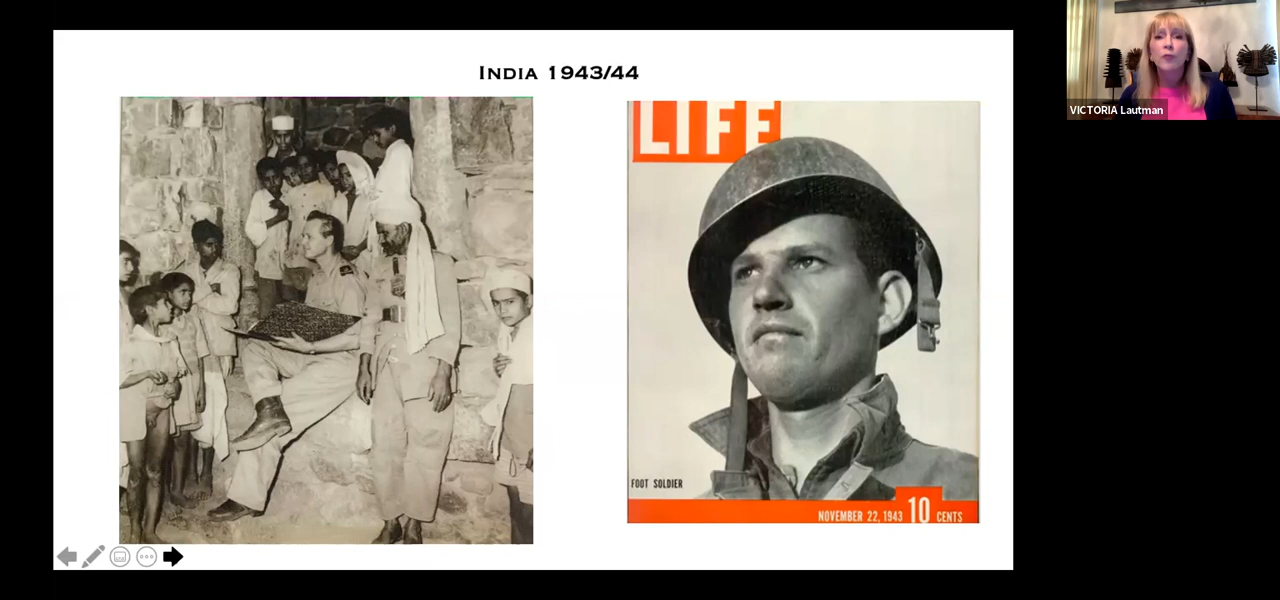 INDIA 1943/44
LIFE
FOOT SOLDIER
NOVEMBER 22, 1943 10 CENTS
VICTORIA Lautman